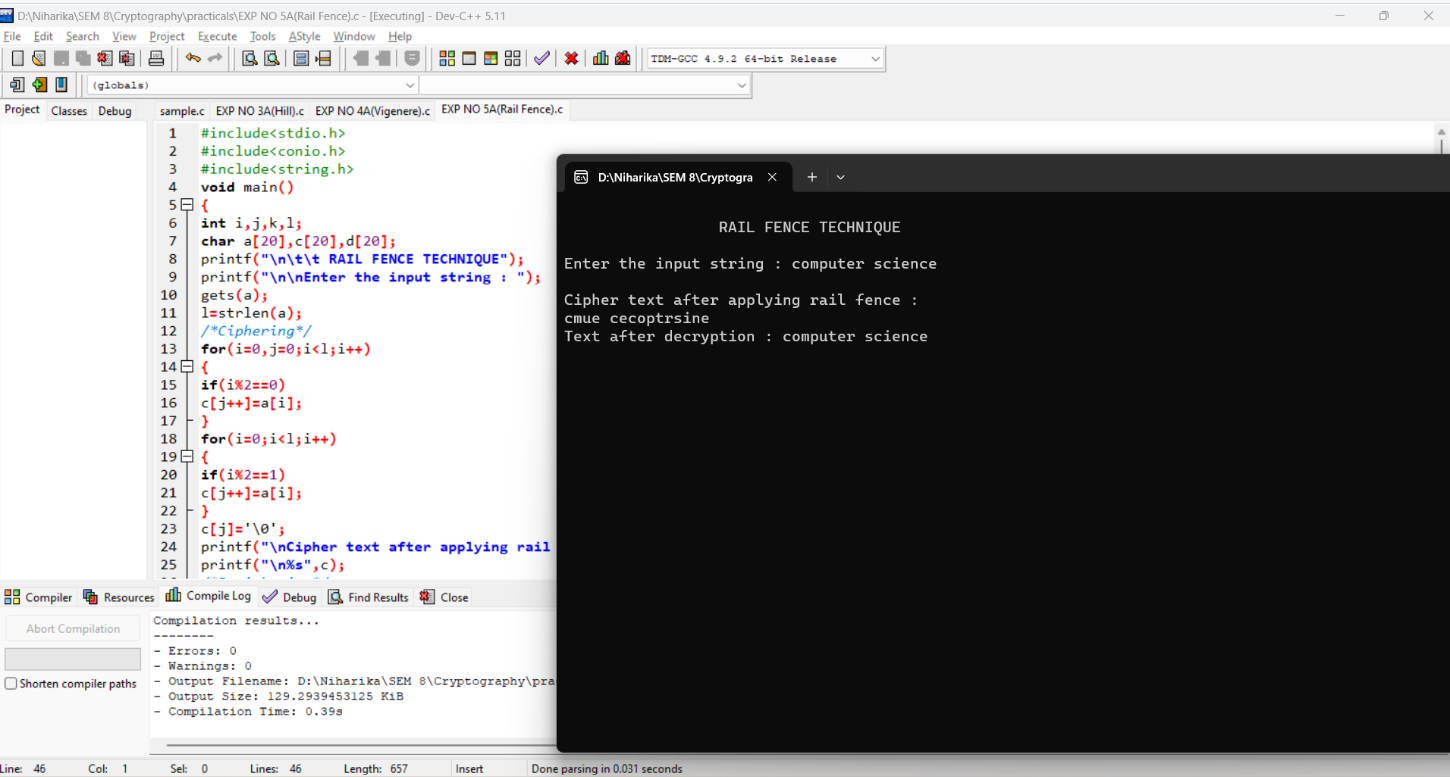 D:\Niharika\SEM 8\Cryptography\practicals\EXP NO 5A(Rail Fence).c - [Executing] - Dev-C++ 5.11
File Edit Search View Project Execute Tools AStyle Window Help
TDM-GCC 4.9.2 64-bit Release
(globals)
Project Classes Debug
sample.c EXP NO 3A(Hill).c EXP NO 4A(Vigenere).c EXP NO 5A(Rail Fence).c
1 #include<stdio.h>
2 #include<conio.h>
3 #include<string.h>
4 void main()
5 {
6 int i,j,k,l;
7 char a[20],c[20],d[20];
8 printf("\n\t\t RAIL FENCE TECHNIQUE");
9 printf("\n\nEnter the input string : ");
10 gets(a);
11 l=strlen(a);
12 /*Ciphering*/
13 for(i=0,j=0;i<l;i++)
14 {
15 if(i%2==0)
16 c[j++]=a[i];
17 }
18 for(i=0;i<l;i++)
19 {
20 if(i%2==1)
21 c[j++]=a[i];
22 }
23 c[j]='\0';
24 printf("\nCipher text after applying rail
25 printf("\n%s",c);
D:\Niharika\SEM 8\Cryptogra
RAIL FENCE TECHNIQUE
Enter the input string : computer science
Cipher text after applying rail fence :
cmue cecoptrsine
Text after decryption : computer science
Compiler Resources Compile Log Debug Find Results Close
Abort Compilation
Shorten compiler paths
Compilation results...
--------
- Errors: 0
- Warnings: 0
- Output Filename: D:\Niharika\SEM 8\Cryptography\pra
- Output Size: 129.2939453125 KiB
- Compilation Time: 0.39s
Line: 46 Col: 1 Sel: 0 Lines: 46 Length: 657 Insert Done parsing in 0.031 seconds